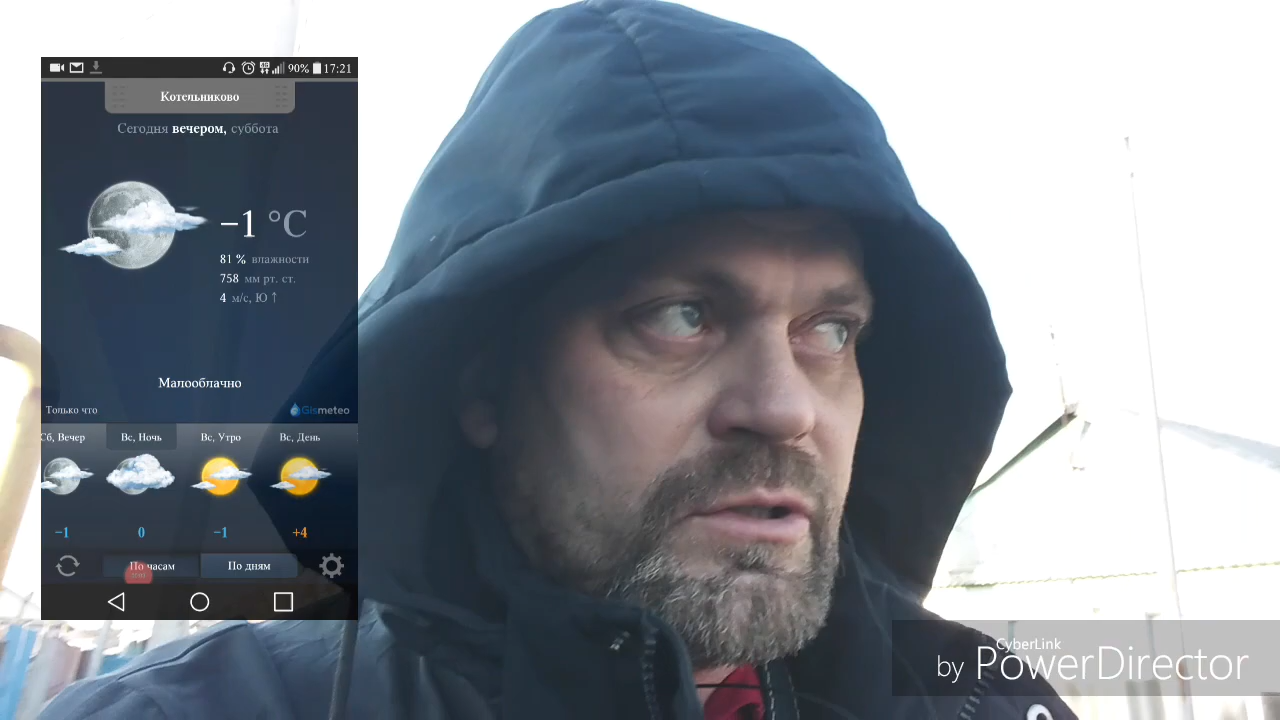 90% 17:21
Котельниково
Сегодня вечером, суббота
−1 °C
81 % влажности
758 мм рт. ст.
4 м/с, Ю ↑
Малооблачно
Только что
Gismeteo
Сб, Вечер Вс, Ночь Вс, Утро Вс, День
−1 0 −1 +4
По часам По дням
CyberLink
by PowerDirector